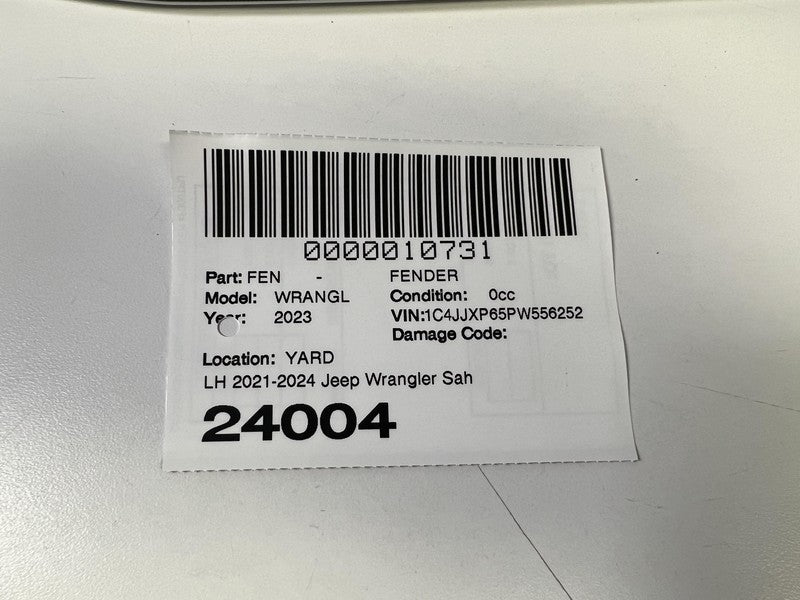 0000010731
Part: FEN - FENDER
Model: WRANGL Condition: 0cc
Year: 2023 VIN:1C4JJXP65PW556252
Damage Code:
Location: YARD
LH 2021-2024 Jeep Wrangler Sah
24004